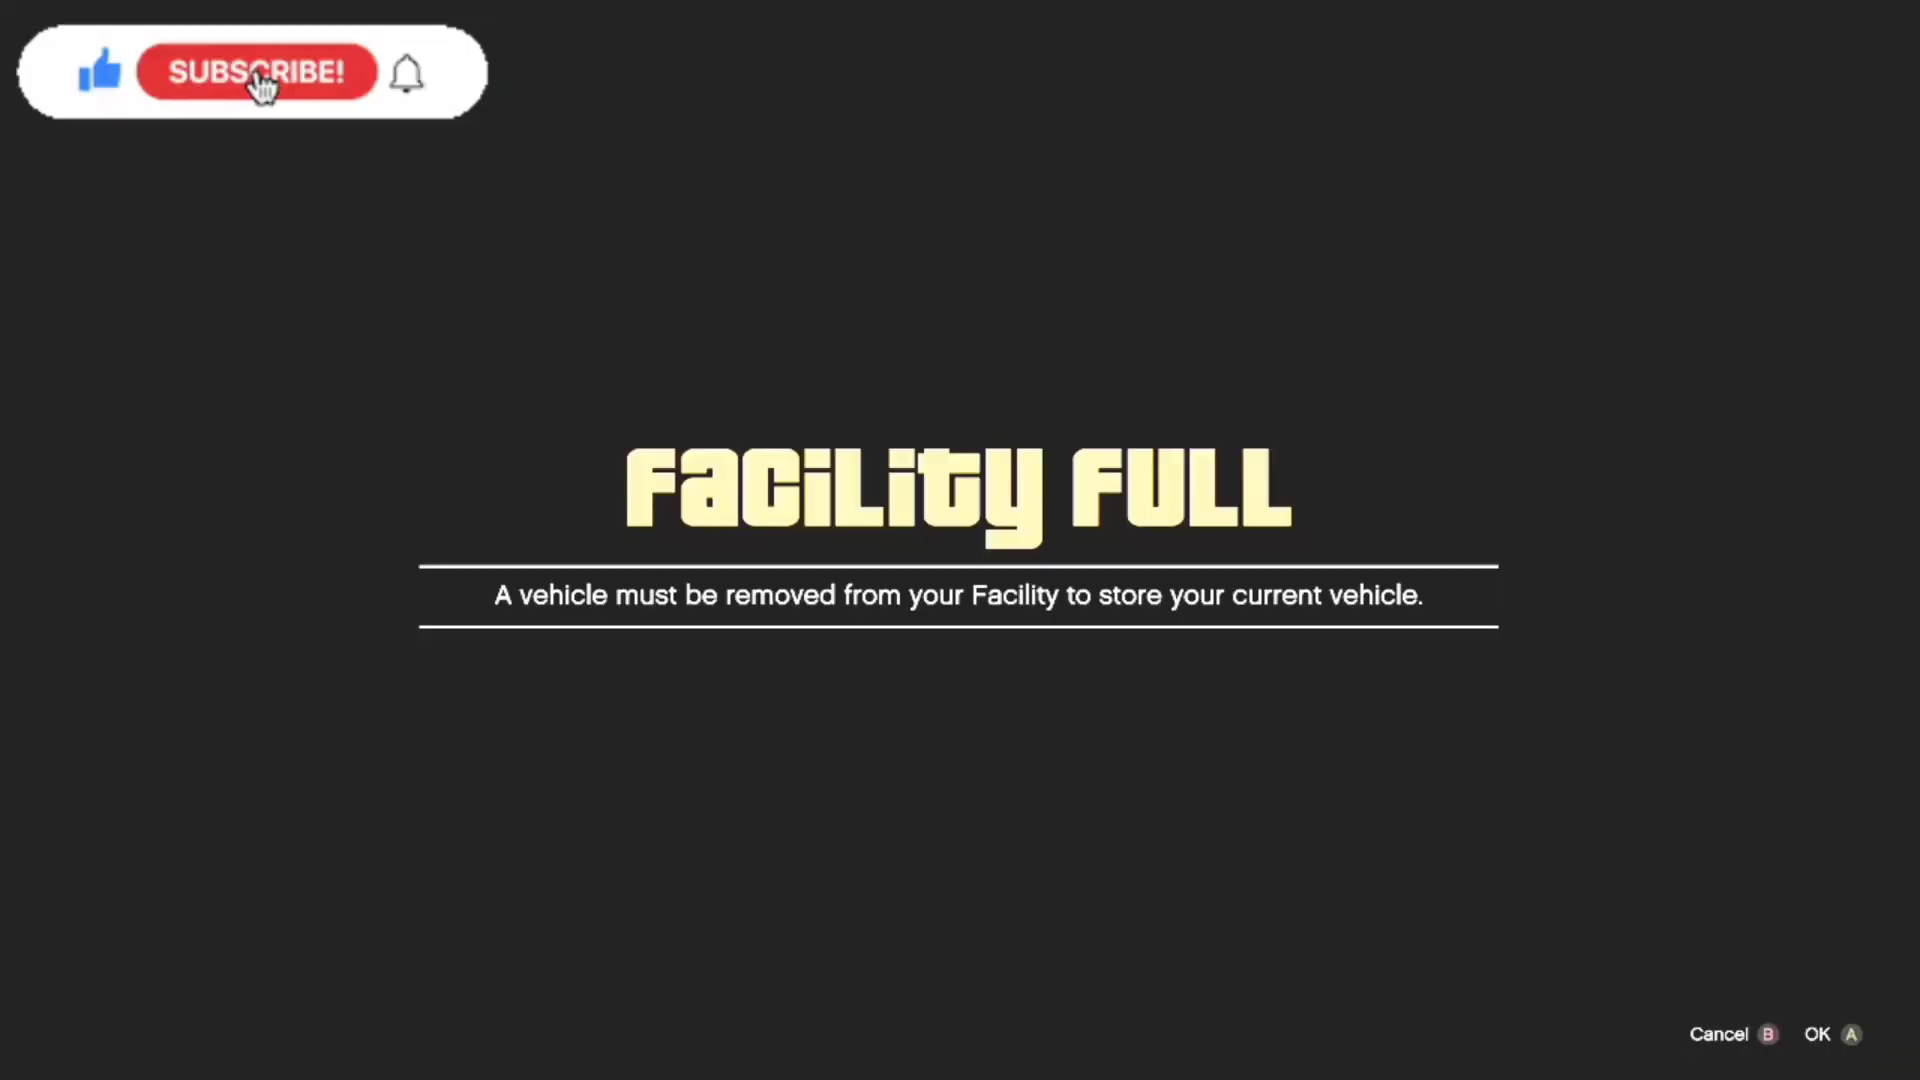 SUBSCRIBE!
FACILITY FULL
A vehicle must be removed from your Facility to store your current vehicle.
Cancel B OK A